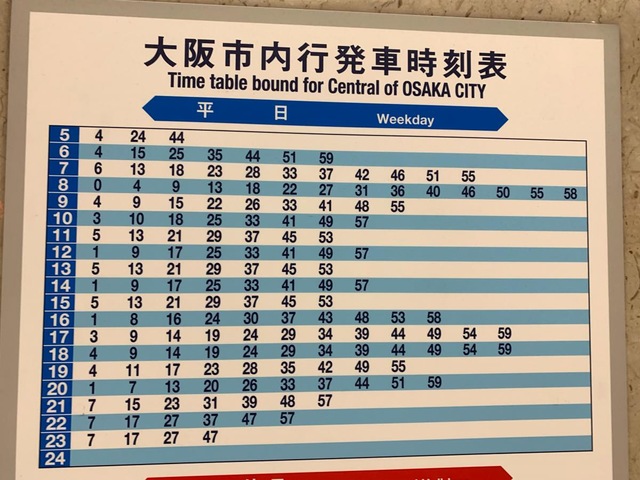 大阪市内行発車時刻表
Time table bound for Central of OSAKA CITY
平日 Weekday
5 4 24 44
6 4 15 25 35 44 51 59
7 6 13 18 23 28 33 37 42 46 51 55
8 0 4 9 13 18 22 27 31 36 40 46 50 55 58
9 4 9 15 22 26 33 41 48 55
10 3 10 18 25 33 41 49 57
11 5 13 21 29 37 45 53
12 1 9 17 25 33 41 49 57
13 5 13 21 29 37 45 53
14 1 9 17 25 33 41 49 57
15 5 13 21 29 37 45 53
16 1 8 16 24 30 37 43 48 53 58
17 3 9 14 19 24 29 34 39 44 49 54 59
18 4 9 14 19 24 29 34 39 44 49 54 59
19 4 11 17 23 28 35 42 49 55
20 1 7 13 20 26 33 37 44 51 59
21 7 15 23 31 39 48 57
22 7 17 27 37 47 57
23 7 17 27 47
24